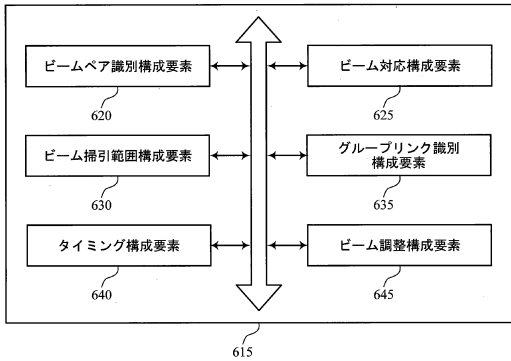 ビームペア識別構成要素
620
ビーム対応構成要素
625
ビーム掃引範囲構成要素
630
グループリンク識別
構成要素
635
タイミング構成要素
640
ビーム調整構成要素
645
615